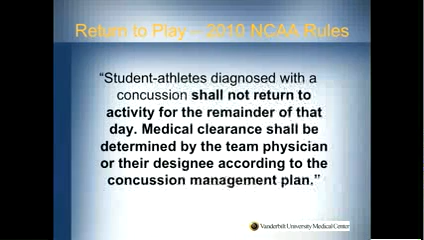 Return to Play – 2010 NCAA Rules
“Student-athletes diagnosed with a
concussion shall not return to
activity for the remainder of that
day. Medical clearance shall be
determined by the team physician
or their designee according to the
concussion management plan.”
Vanderbilt University Medical Center